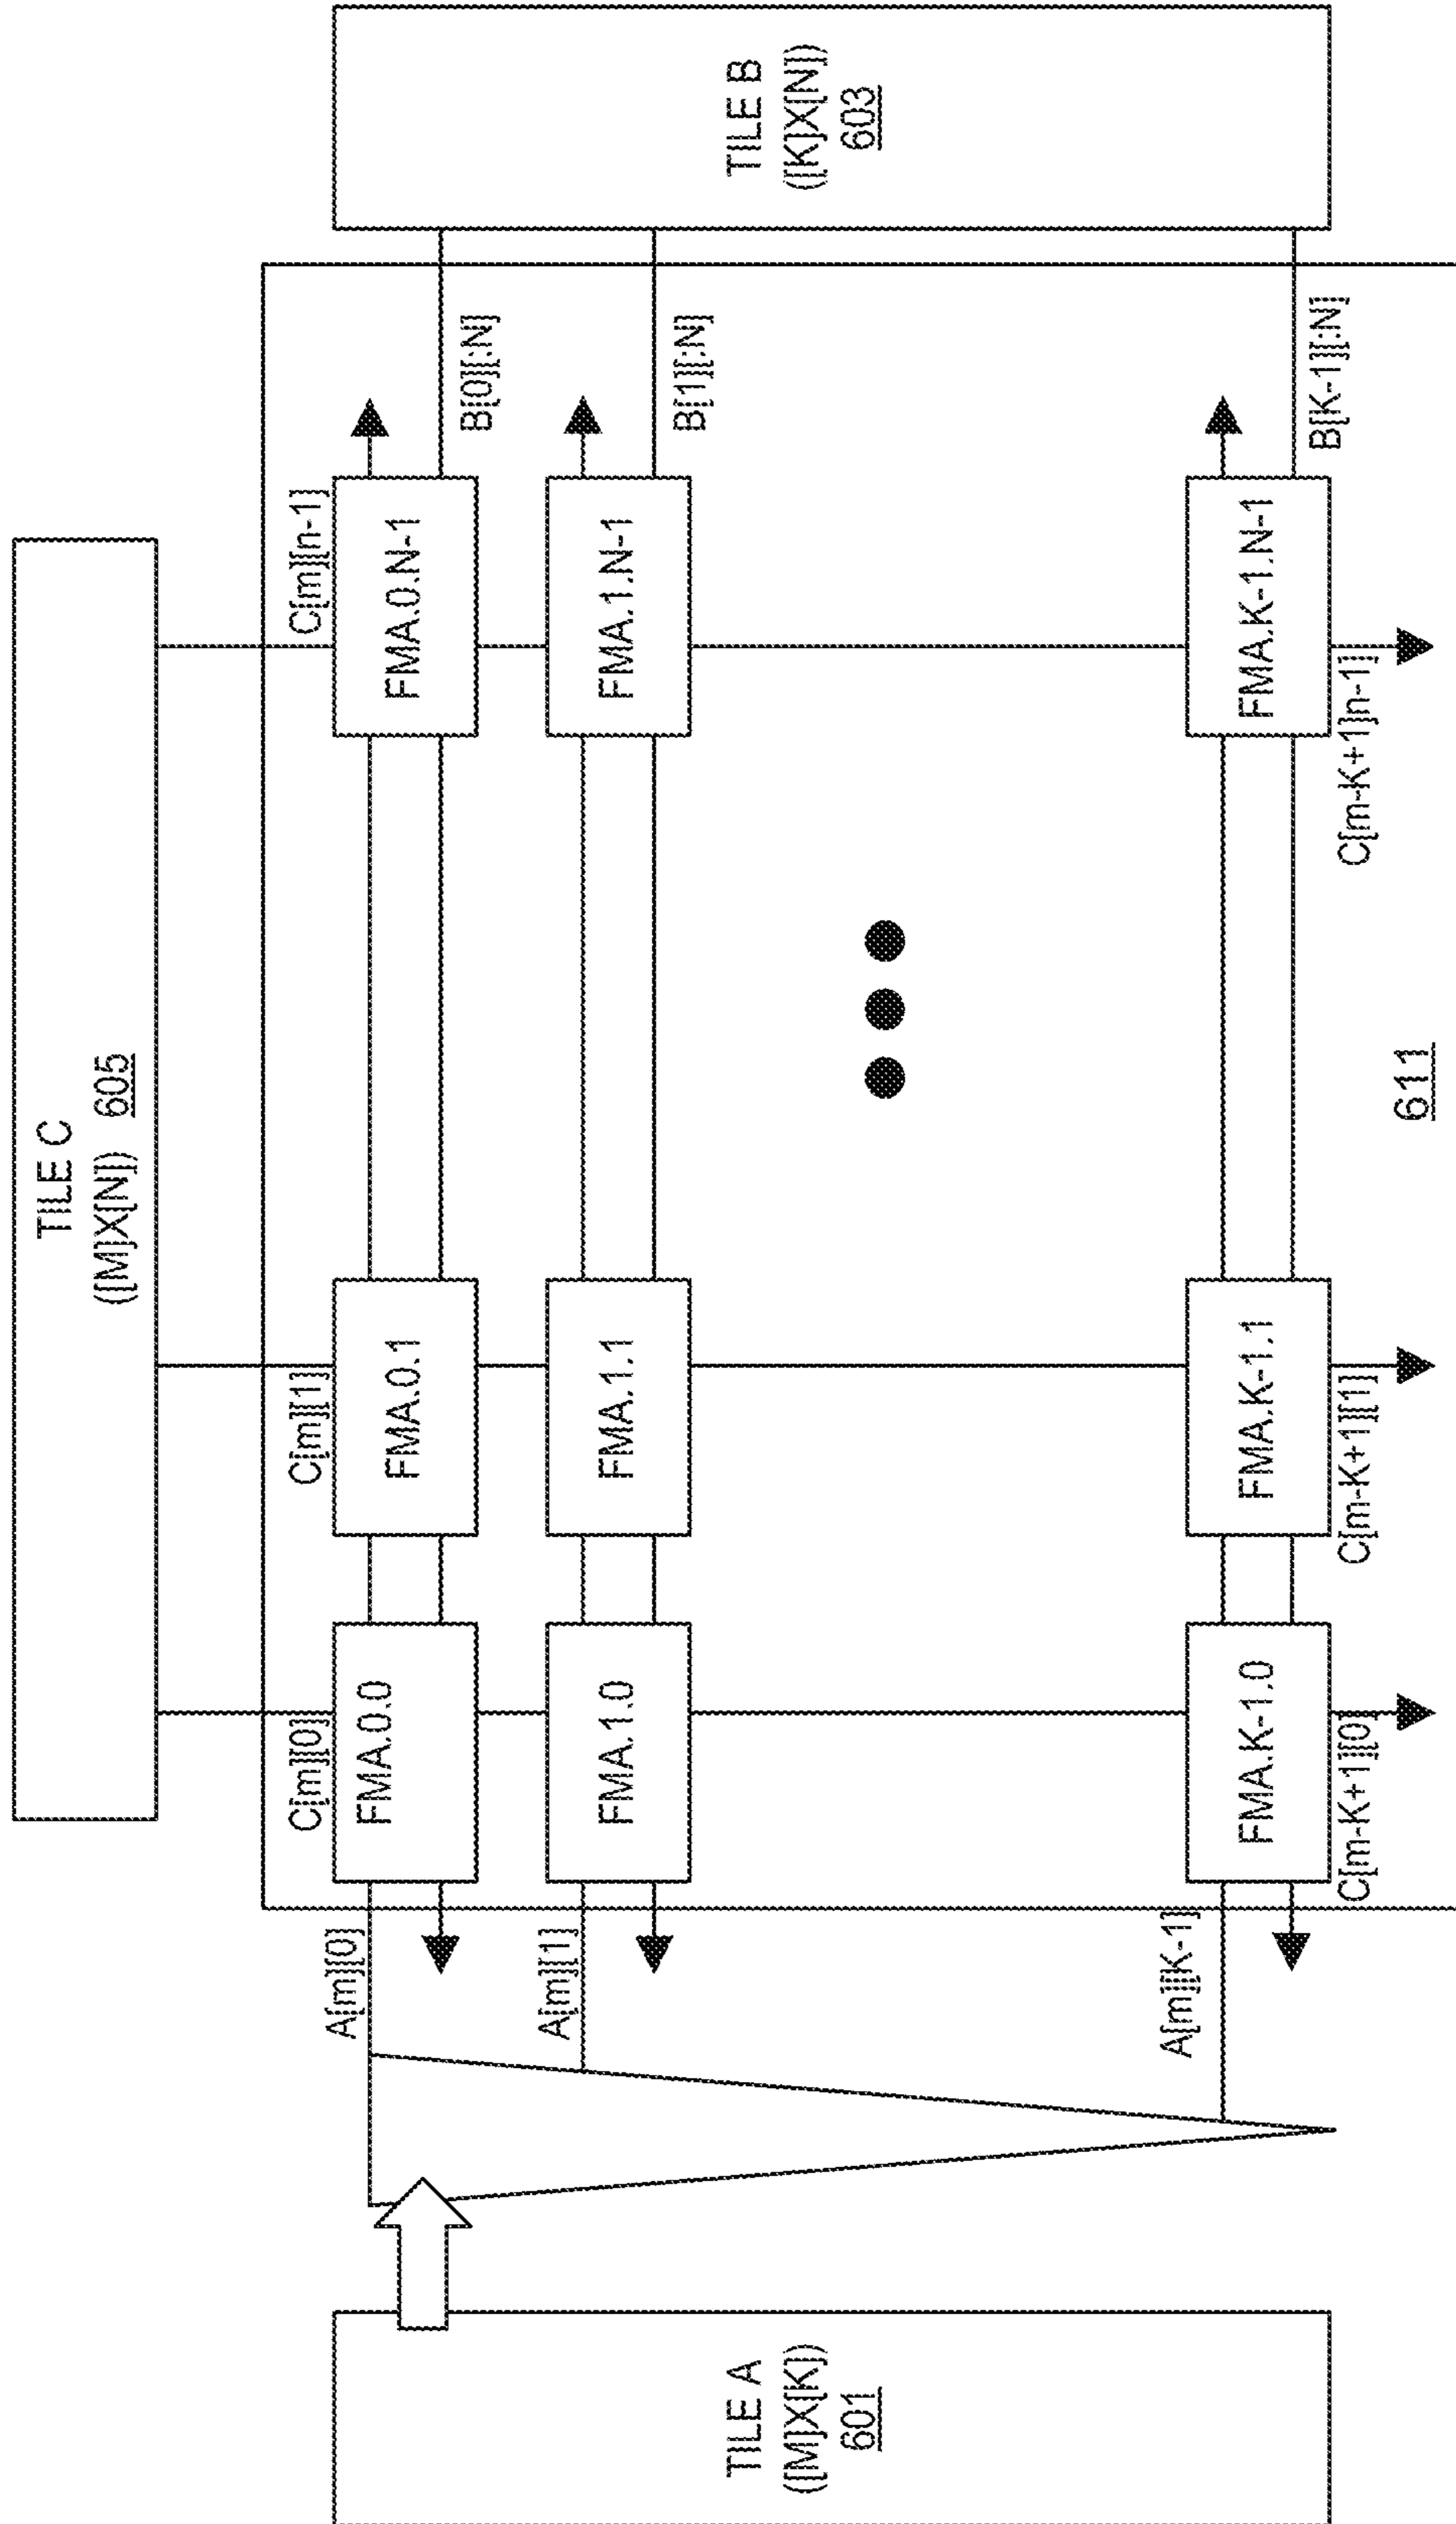 TILE C
([M]X[N]) 605
TILE A
([M]X[K])
601
TILE B
([K]X[N])
603
C[m][0]
C[m][1]
C[m][n-1]
A[m][0]
FMA.0.0
FMA.0.1
FMA.0.N-1
B[0][:N]
A[m][1]
FMA.1.0
FMA.1.1
FMA.1.N-1
B[1][:N]
A[m][K-1]
FMA.K-1.0
FMA.K-1.1
FMA.K-1.N-1
B[K-1][:N]
C[m-K+1][0]
C[m-K+1][1]
C[m-K+1]n-1]
611